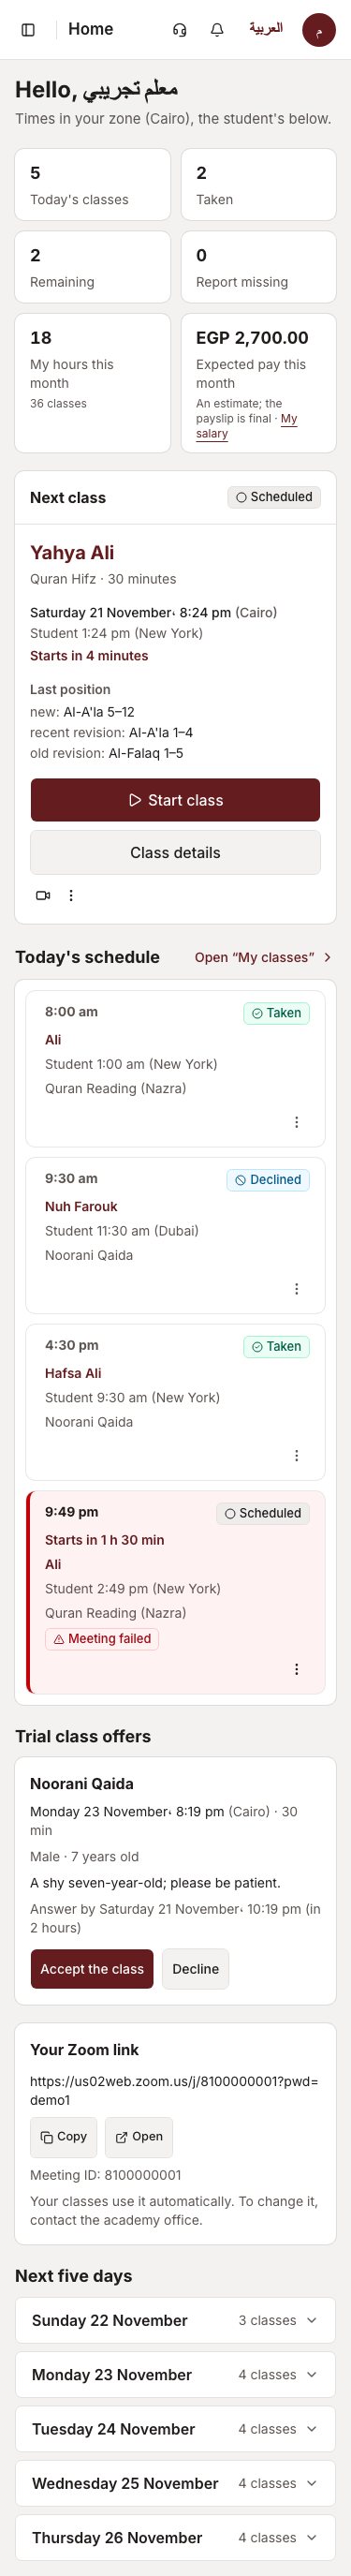 Home
العربية
م
Hello, معلم تجريبي
Times in your zone (Cairo), the student's below.
5
Today's classes
2
Taken
2
Remaining
0
Report missing
18
My hours this
month
36 classes
EGP 2,700.00
Expected pay this
month
An estimate; the
payslip is final · My
salary
Next class
Scheduled
Yahya Ali
Quran Hifz · 30 minutes
Saturday 21 November، 8:24 pm (Cairo)
Student 1:24 pm (New York)
Starts in 4 minutes
Last position
new: Al-A'la 5–12
recent revision: Al-A'la 1–4
old revision: Al-Falaq 1–5
Start class
Class details
Today's schedule
Open “My classes”
8:00 am
Taken
Ali
Student 1:00 am (New York)
Quran Reading (Nazra)
9:30 am
Declined
Nuh Farouk
Student 11:30 am (Dubai)
Noorani Qaida
4:30 pm
Taken
Hafsa Ali
Student 9:30 am (New York)
Noorani Qaida
9:49 pm
Scheduled
Starts in 1 h 30 min
Ali
Student 2:49 pm (New York)
Quran Reading (Nazra)
Meeting failed
Trial class offers
Noorani Qaida
Monday 23 November، 8:19 pm (Cairo) · 30
min
Male · 7 years old
A shy seven-year-old; please be patient.
Answer by Saturday 21 November، 10:19 pm (in
2 hours)
Accept the class
Decline
Your Zoom link
https://us02web.zoom.us/j/8100000001?pwd=
demo1
Copy
Open
Meeting ID: 8100000001
Your classes use it automatically. To change it,
contact the academy office.
Next five days
Sunday 22 November
3 classes
Monday 23 November
4 classes
Tuesday 24 November
4 classes
Wednesday 25 November
4 classes
Thursday 26 November
4 classes